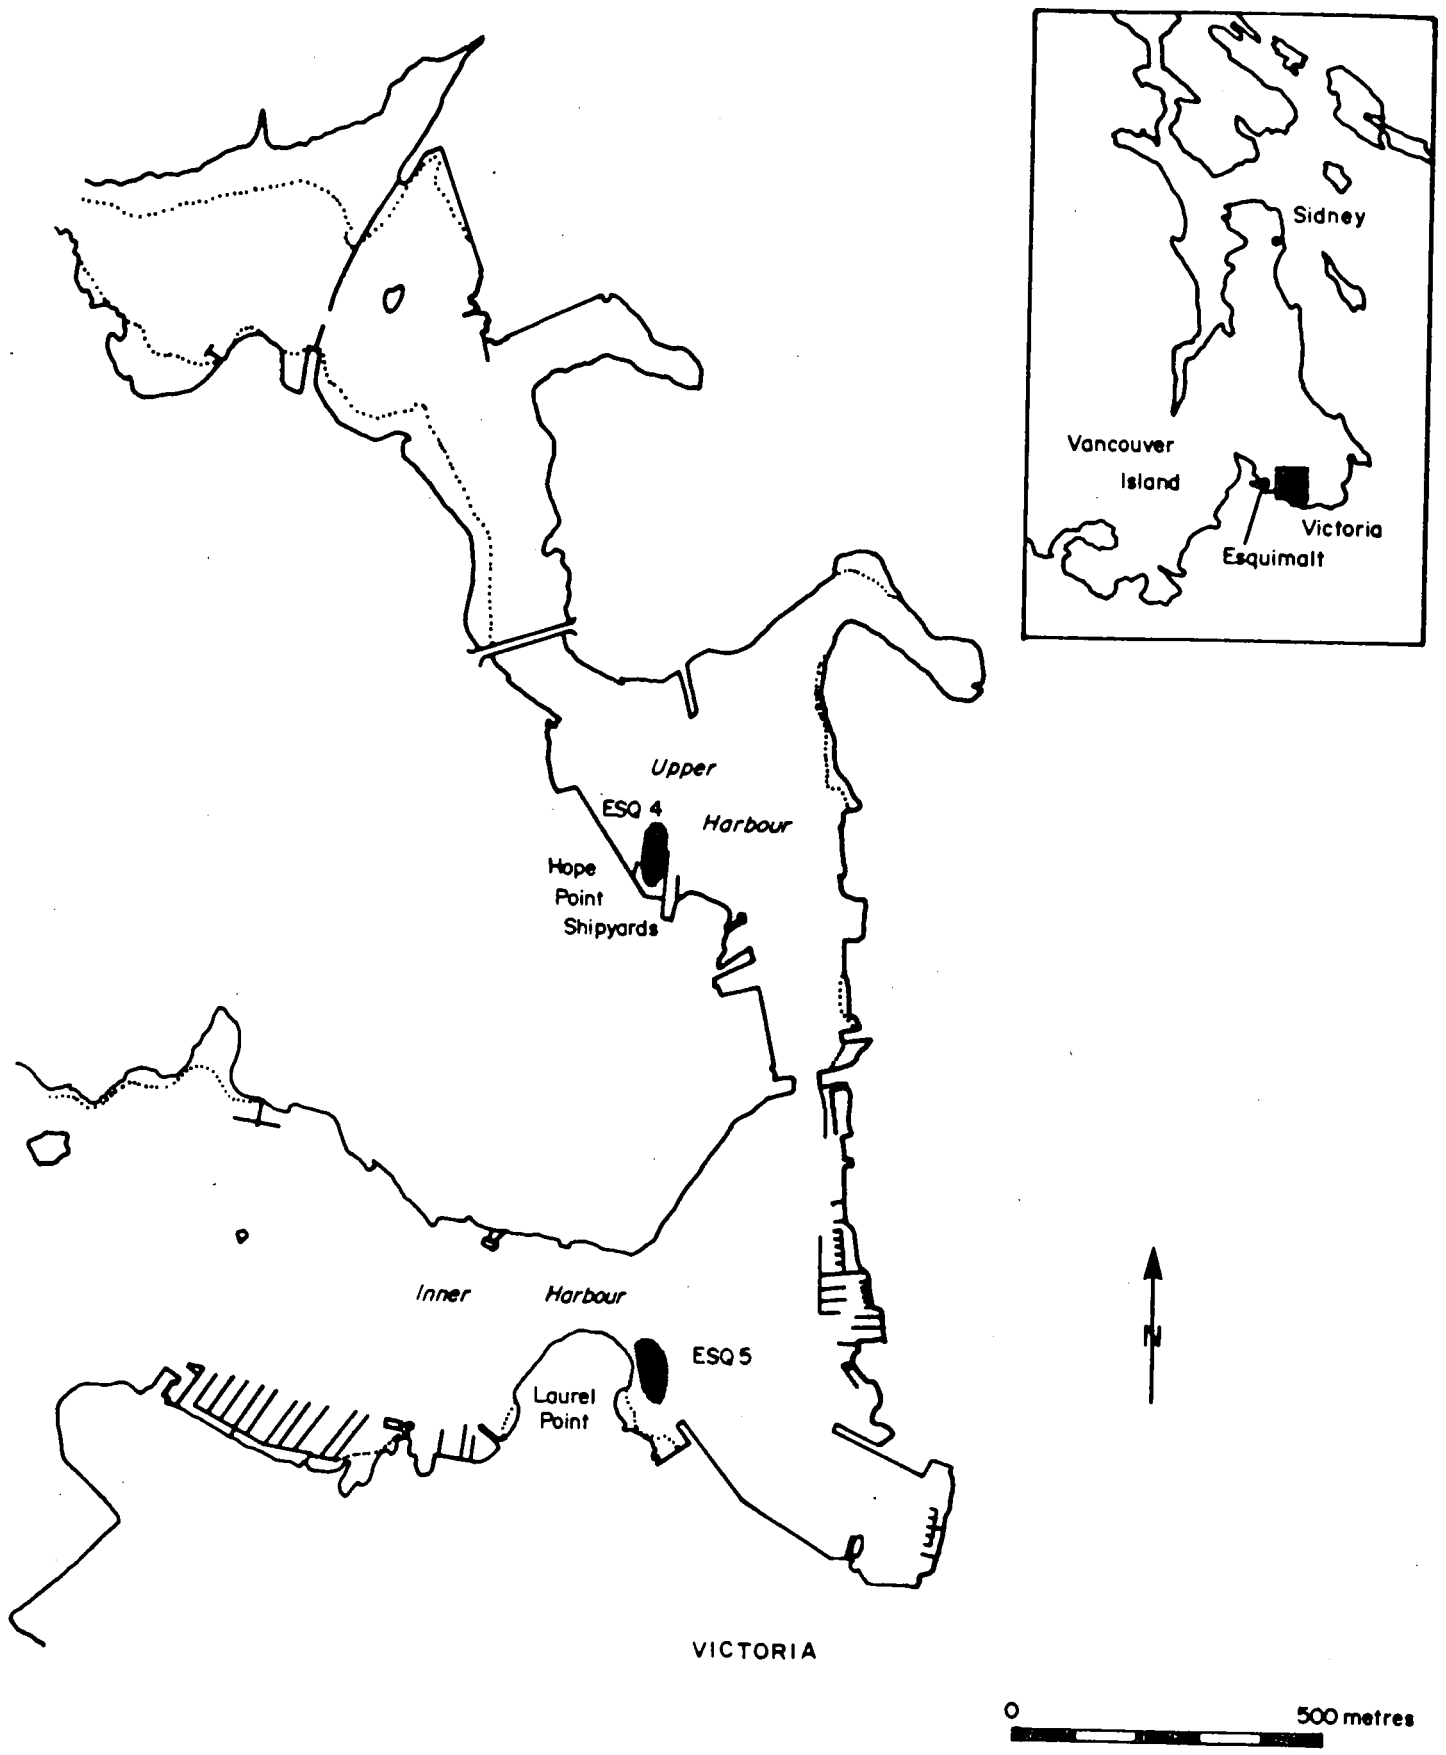 Sidney
Vancouver
Island
Victoria
Esquimalt
Upper
Harbour
ESQ 4
Hope
Point
Shipyards
Inner Harbour
ESQ 5
Laurel
Point
N
VICTORIA
0 500 metres